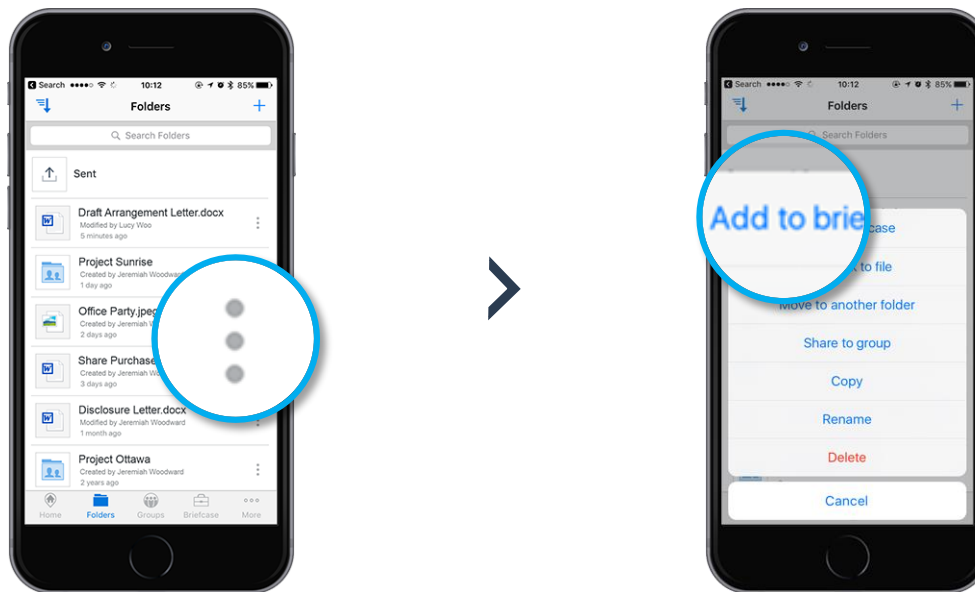 Search 10:12 85%
Folders
Search Folders
Sent
Draft Arrangement Letter.docx
Modified by Lucy Woo
5 minutes ago
Project Sunrise
Created by Jeremiah Woodward
1 day ago
Office Party.jpeg
Created by Jeremiah
2 days ago
Share Purchase
Created by Jeremiah
3 days ago
Disclosure Letter.docx
Modified by Jeremiah Woodward
1 month ago
Project Ottawa
Created by Jeremiah Woodward
2 years ago
Home Folders Groups Briefcase More
Search 10:12 85%
Folders
Search Folders
Add to brie
case
to file
Move to another folder
Share to group
Copy
Rename
Delete
Cancel